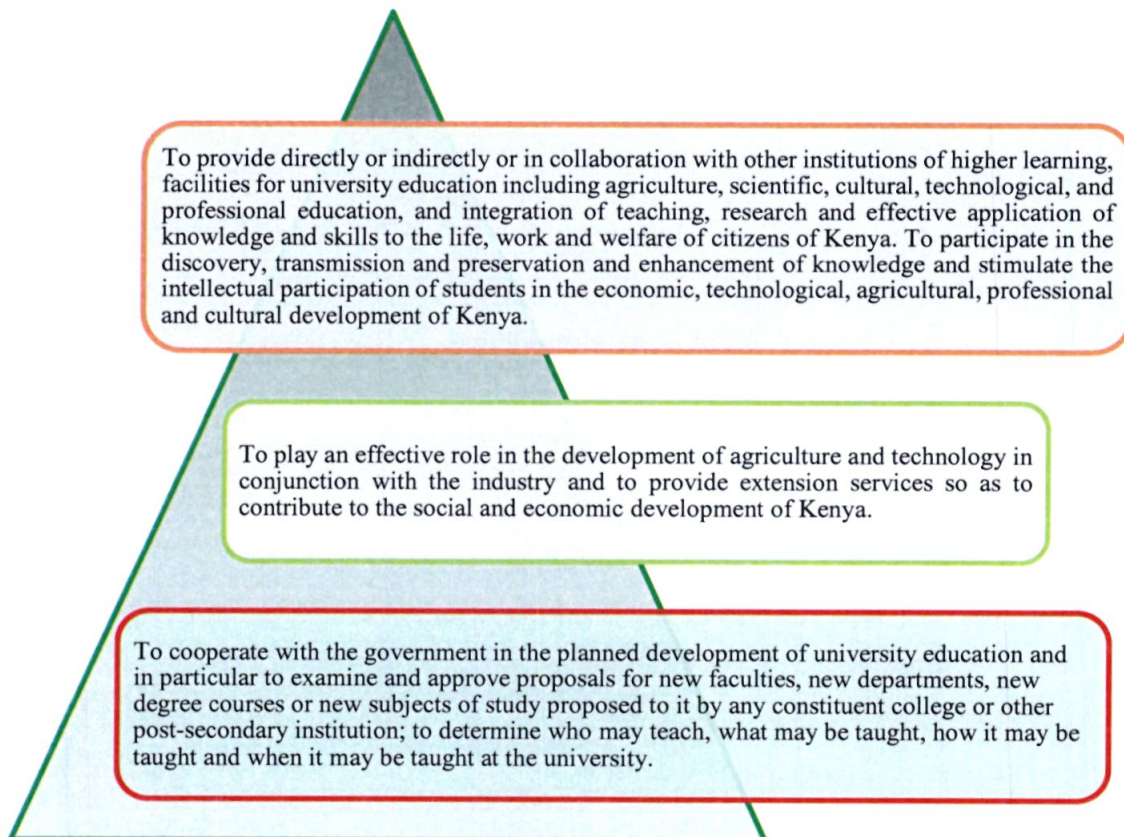 To provide directly or indirectly or in collaboration with other institutions of higher learning,
facilities for university education including agriculture, scientific, cultural, technological, and
professional education, and integration of teaching, research and effective application of
knowledge and skills to the life, work and welfare of citizens of Kenya. To participate in the
discovery, transmission and preservation and enhancement of knowledge and stimulate the
intellectual participation of students in the economic, technological, agricultural, professional
and cultural development of Kenya.
To play an effective role in the development of agriculture and technology in
conjunction with the industry and to provide extension services so as to
contribute to the social and economic development of Kenya.
To cooperate with the government in the planned development of university education and
in particular to examine and approve proposals for new faculties, new departments, new
degree courses or new subjects of study proposed to it by any constituent college or other
post-secondary institution; to determine who may teach, what may be taught, how it may be
taught and when it may be taught at the university.